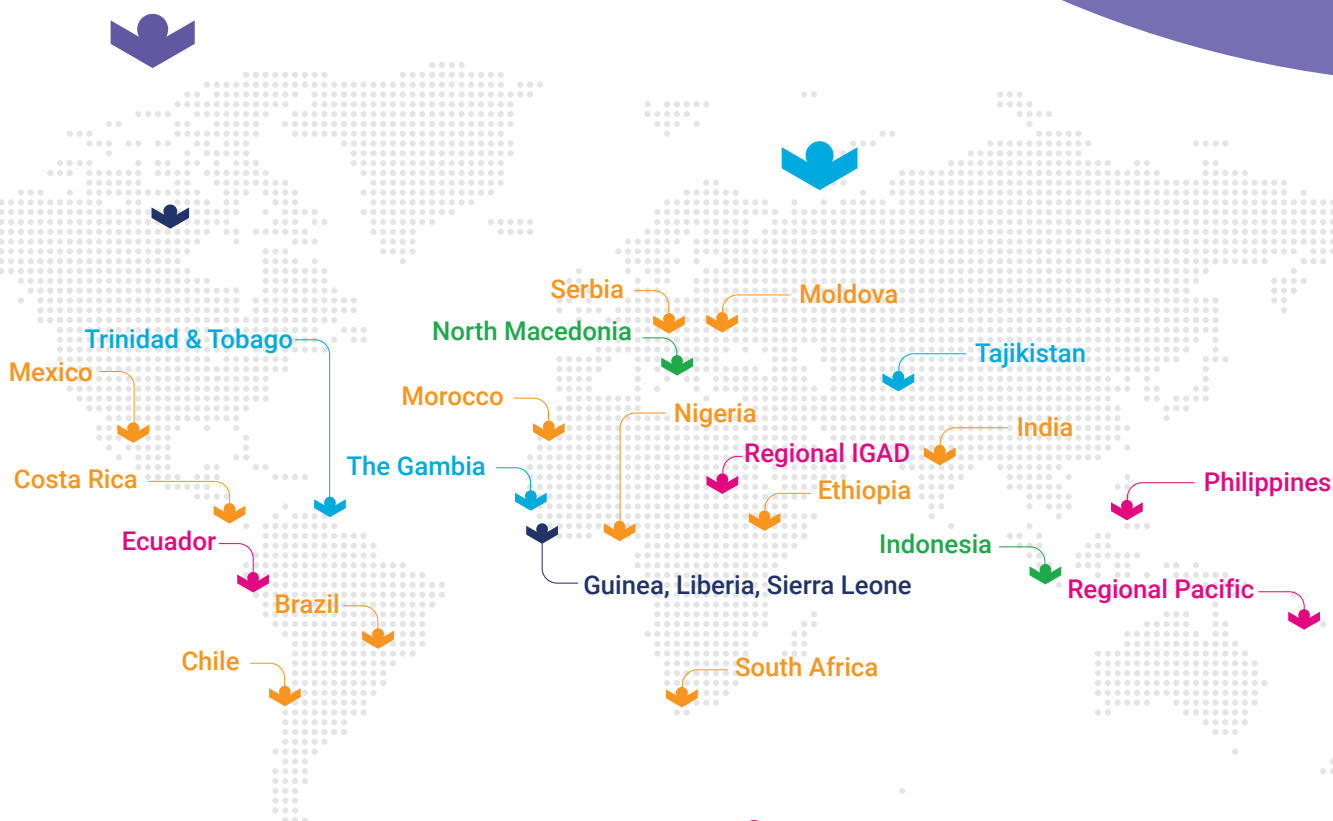 Serbia
Moldova
North Macedonia
Trinidad & Tobago
Tajikistan
Mexico
Morocco
Nigeria
India
Regional IGAD
The Gambia
Costa Rica
Ethiopia
Philippines
Ecuador
Indonesia
Guinea, Liberia, Sierra Leone
Regional Pacific
Brazil
Chile
South Africa